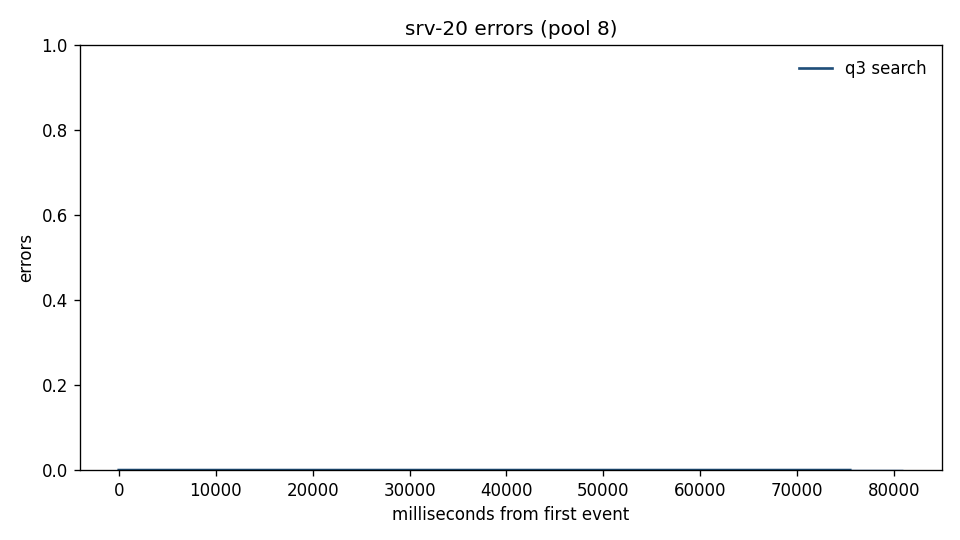 srv-20 errors (pool 8)
1.0
q3 search
0.8
0.6
errors
0.4
0.2
0.0
0 10000 20000 30000 40000 50000 60000 70000 80000
milliseconds from first event